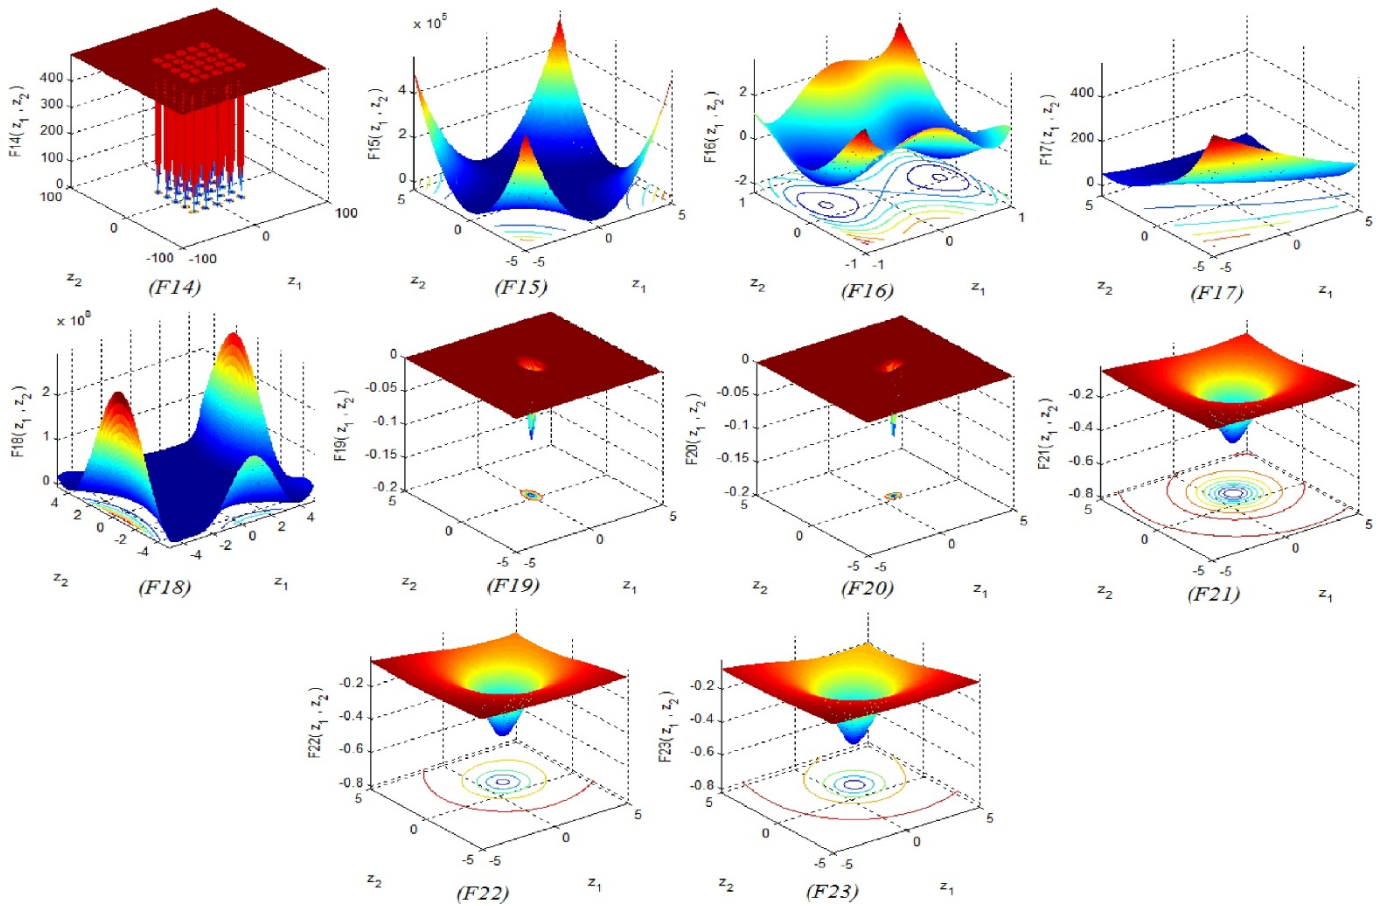 F14( z1 , z2 )
400
300
200
100
0
100
0
-100
-100
0
100
z2
(F14)
z1
× 10^5
F15( z1 , z2 )
4
2
0
5
0
-5
-5
0
5
z2
(F15)
z1
F16( z1 , z2 )
2
0
-2
1
0
-1
-1
0
1
z2
(F16)
z1
F17( z1 , z2 )
400
200
0
5
0
-5
-5
0
5
z2
(F17)
z1
× 10^8
F18( z1 , z2 )
2
1
0
4
2
0
-2
-4
-4
-2
0
2
4
z2
(F18)
z1
F19( z1 , z2 )
0
-0.05
-0.1
-0.15
-0.2
5
0
-5
-5
0
5
z2
(F19)
z1
F20( z1 , z2 )
0
-0.05
-0.1
-0.15
-0.2
5
0
-5
-5
0
5
z2
(F20)
z1
F21( z1 , z2 )
-0.2
-0.4
-0.6
-0.8
5
0
-5
-5
0
5
z2
(F21)
z1
F22( z1 , z2 )
-0.2
-0.4
-0.6
-0.8
5
0
-5
-5
0
5
z2
(F22)
z1
F23( z1 , z2 )
-0.2
-0.4
-0.6
-0.8
5
0
-5
-5
0
5
z2
(F23)
z1